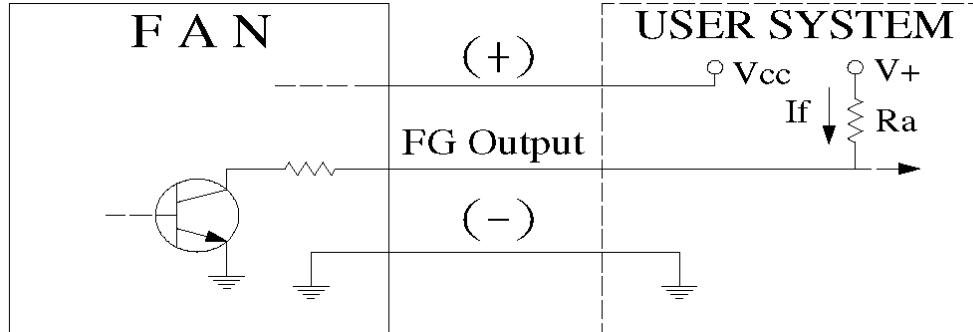 F A N
USER SYSTEM
(+)
Vcc
V+
If
Ra
FG Output
(-)